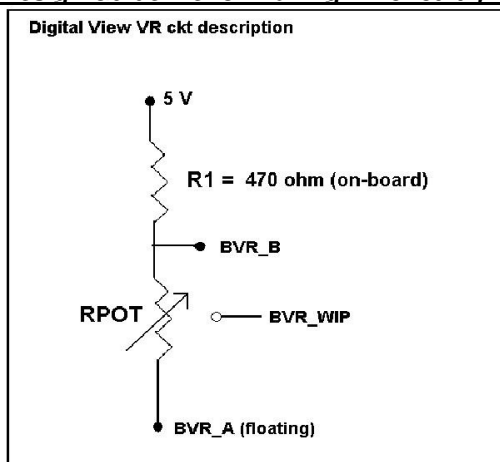 Digital View VR ckt description
5 V
R1 = 470 ohm (on-board)
BVR_B
RPOT
BVR_WIP
BVR_A (floating)